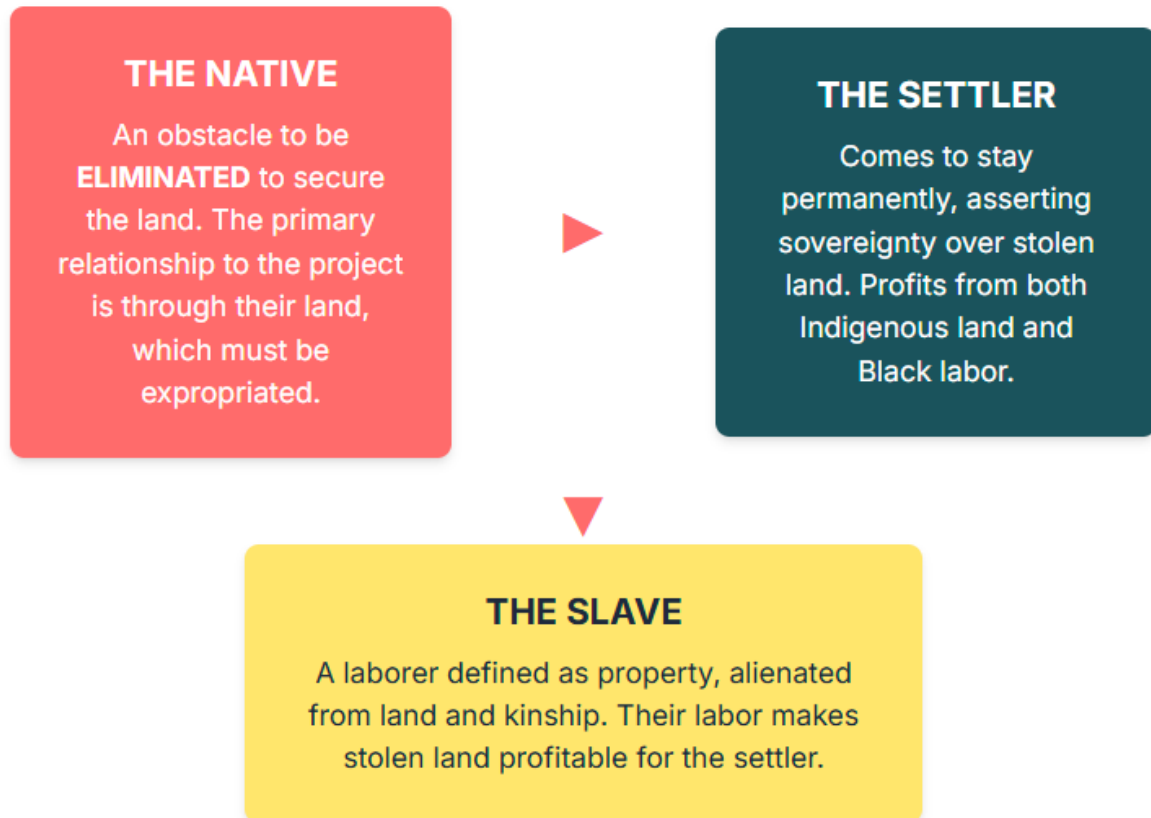 THE NATIVE
An obstacle to be
ELIMINATED to secure
the land. The primary
relationship to the project
is through their land,
which must be
expropriated.
THE SETTLER
Comes to stay
permanently, asserting
sovereignty over stolen
land. Profits from both
Indigenous land and
Black labor.
THE SLAVE
A laborer defined as property, alienated
from land and kinship. Their labor makes
stolen land profitable for the settler.